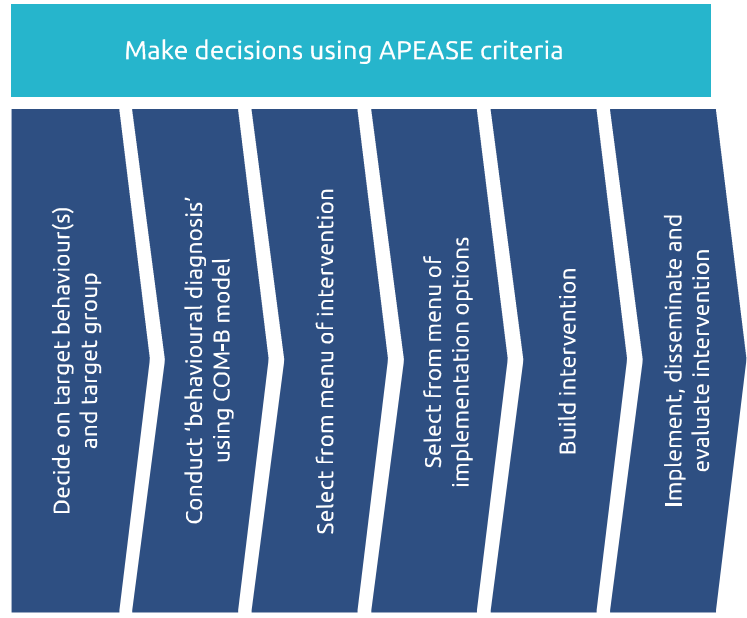 Make decisions using APEASE criteria
Decide on target behaviour(s)
and target group
Conduct ‘behavioural diagnosis’
using COM-B model
Select from menu of intervention
Select from menu of
implementation options
Build intervention
Implement, disseminate and
evaluate intervention